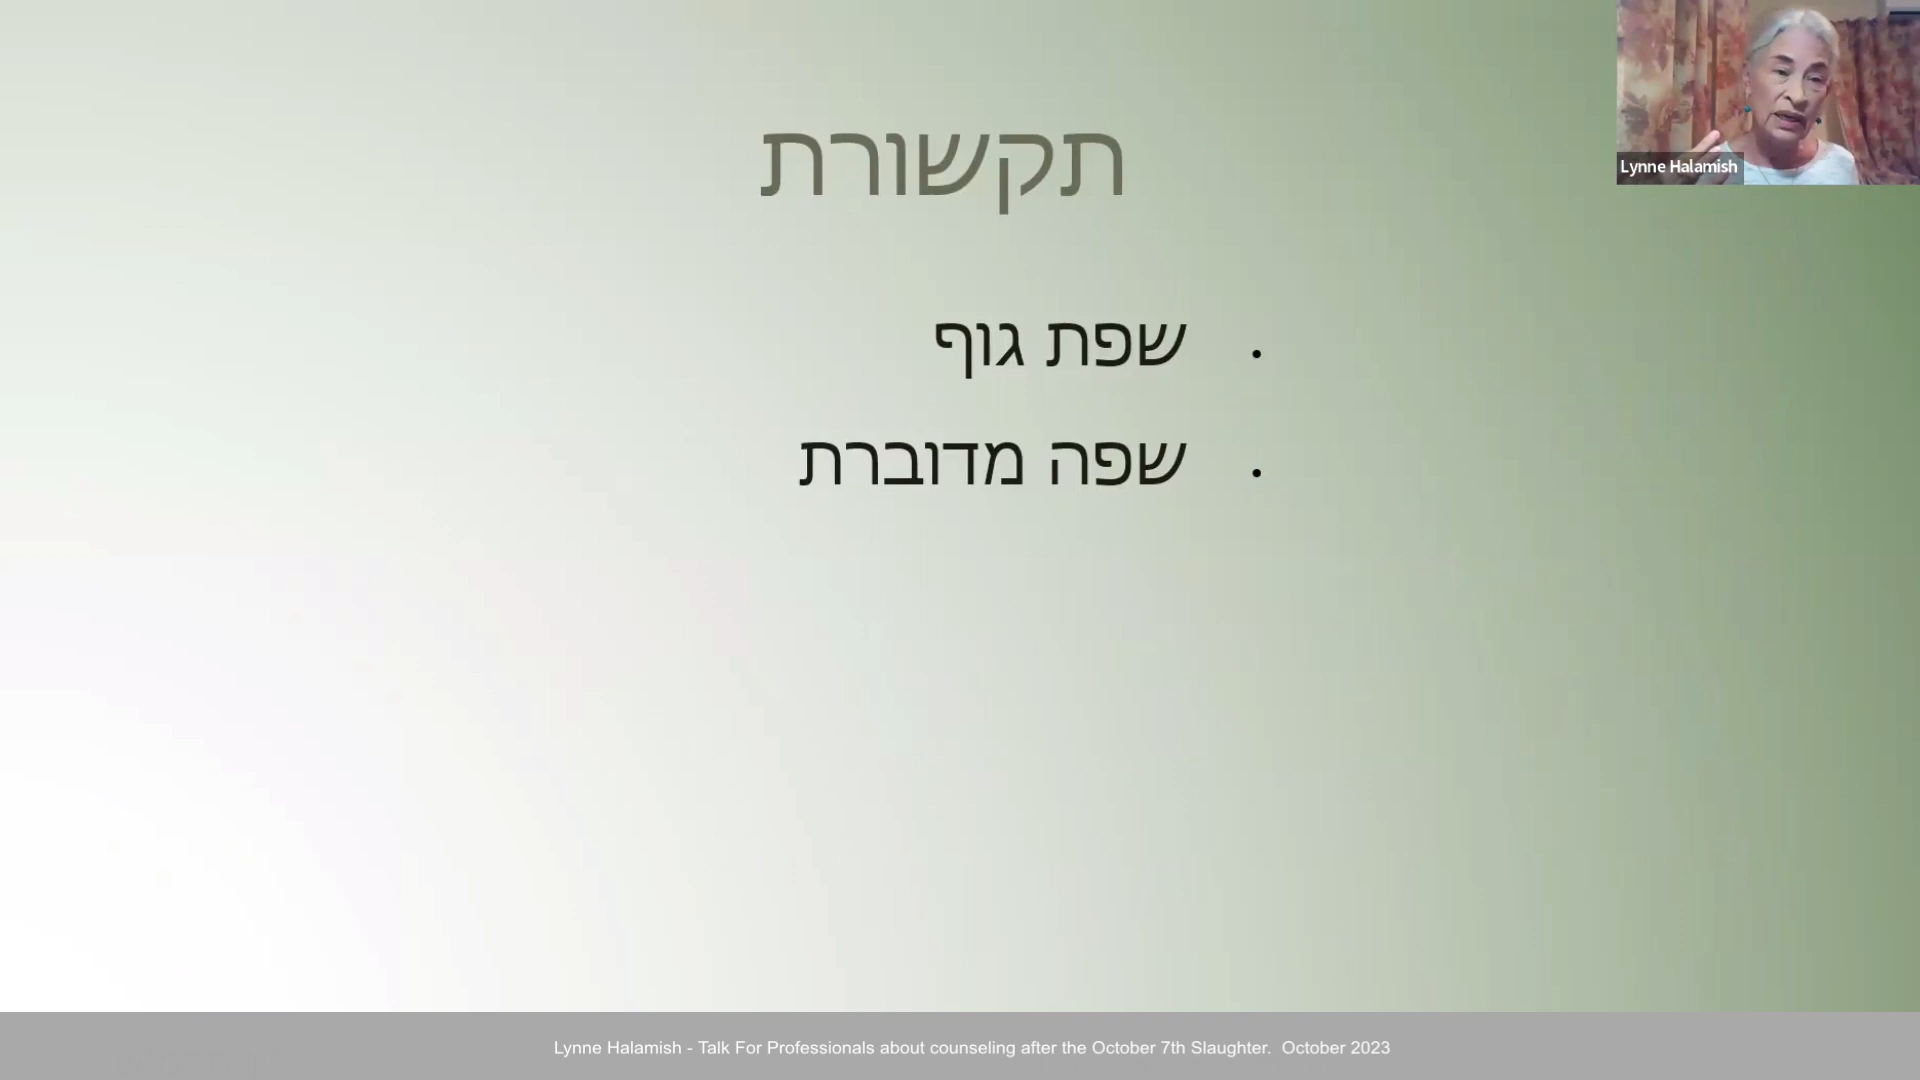 תקשורת
• שפת גוף
• שפה מדוברת
Lynne Halamish
Lynne Halamish - Talk For Professionals about counseling after the October 7th Slaughter.  October 2023